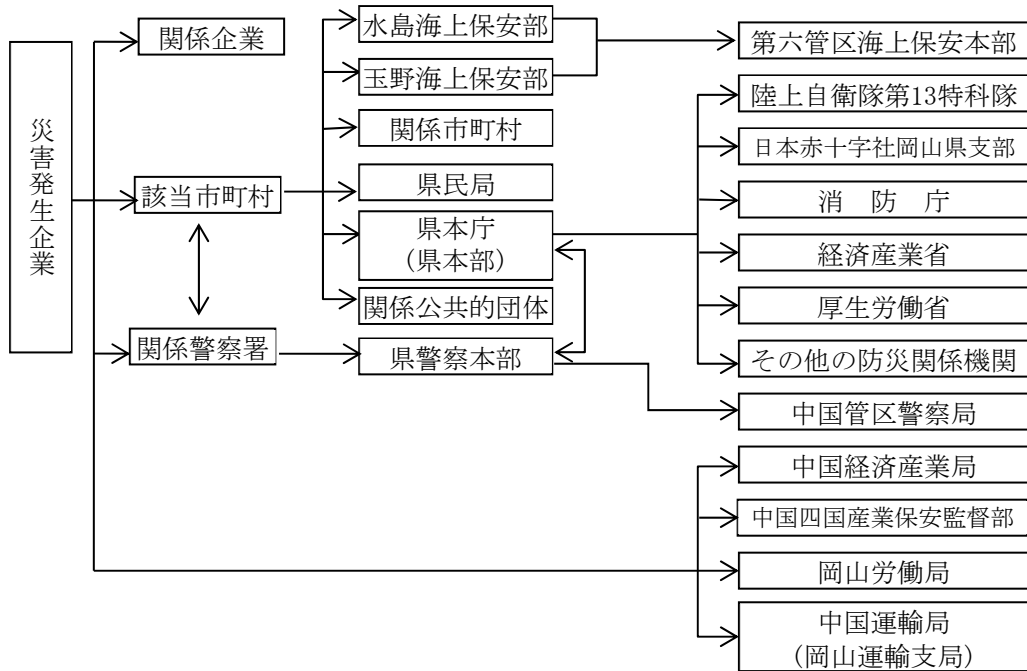 災害発生企業
関係企業
該当市町村
関係警察署
水島海上保安部
玉野海上保安部
関係市町村
県民局
県本庁
(県本部)
関係公共的団体
県警察本部
第六管区海上保安本部
陸上自衛隊第13特科隊
日本赤十字社岡山県支部
消　防　庁
経済産業省
厚生労働省
その他の防災関係機関
中国管区警察局
中国経済産業局
中国四国産業保安監督部
岡山労働局
中国運輸局
(岡山運輸支局)